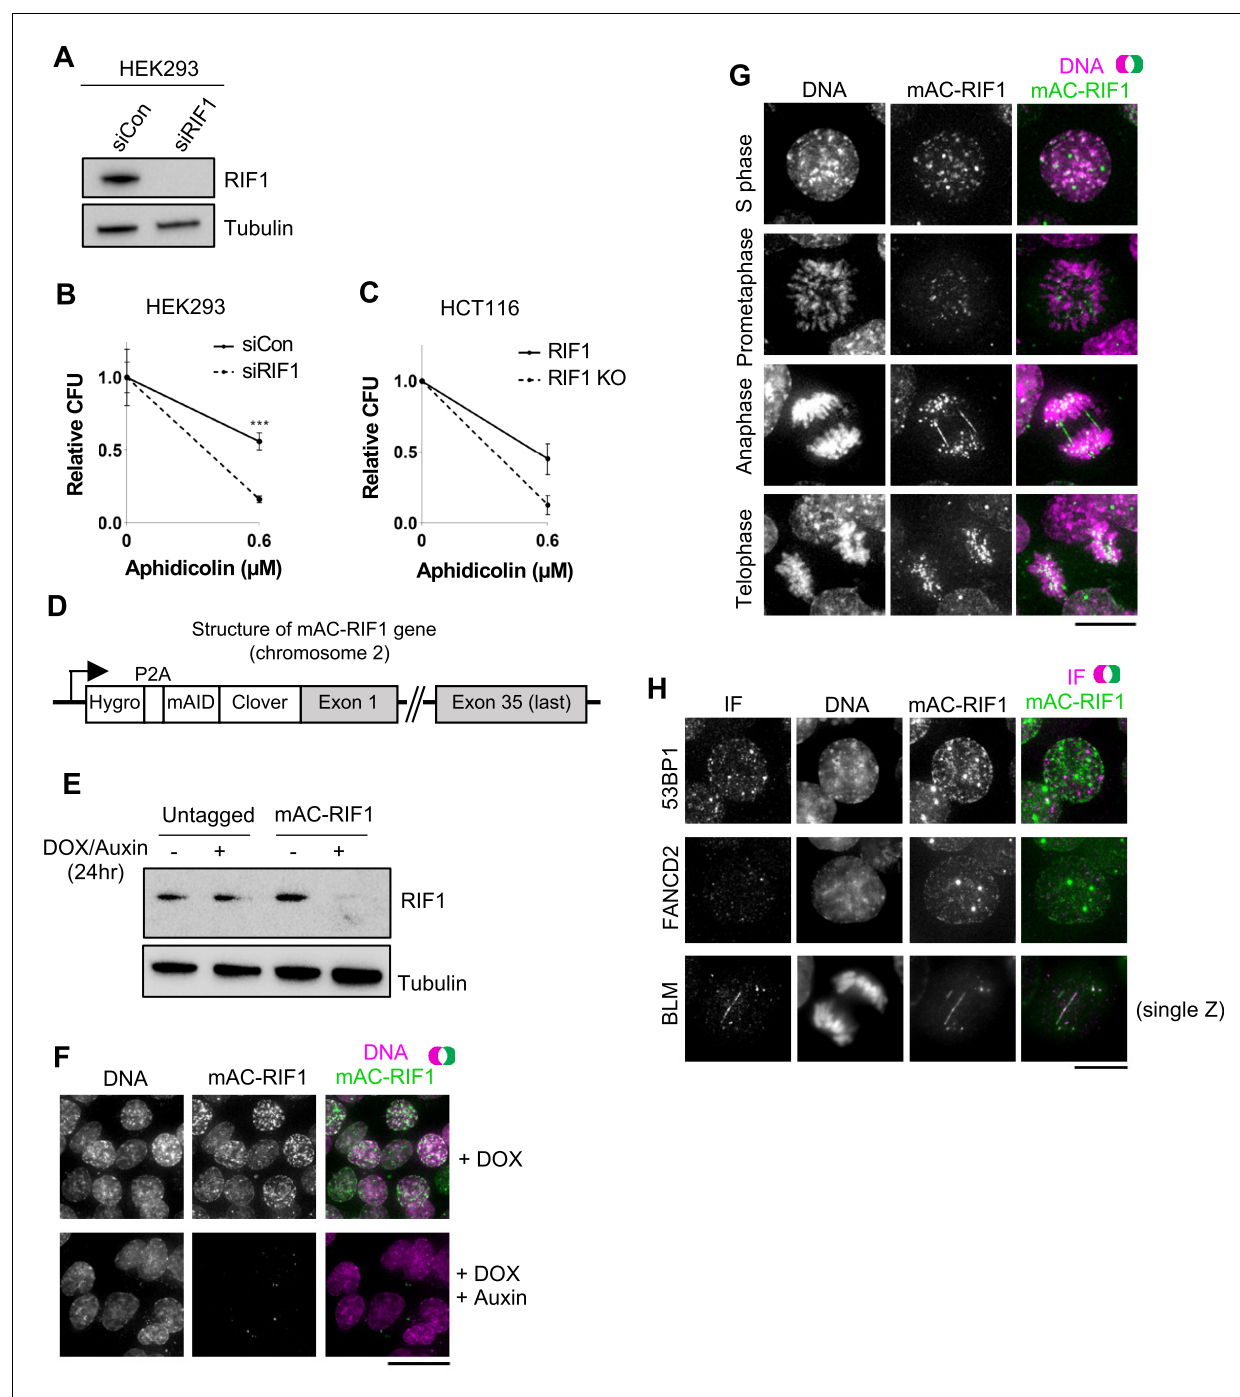 A
HEK293
siCon
siRIF1
RIF1
Tubulin
B
HEK293
siCon
siRIF1
***
Relative CFU
1.0
0.5
0.0
0
0.6
Aphidicolin (µM)
C
HCT116
RIF1
RIF1 KO
Relative CFU
1.0
0.5
0.0
0
0.6
Aphidicolin (µM)
D
Structure of mAC-RIF1 gene
(chromosome 2)
P2A
Hygro
mAID
Clover
Exon 1
Exon 35 (last)
E
Untagged
mAC-RIF1
DOX/Auxin
(24hr)
- + - +
RIF1
Tubulin
F
DNA
mAC-RIF1
DNA
mAC-RIF1
+ DOX
+ DOX
+ Auxin
G
DNA
mAC-RIF1
DNA
mAC-RIF1
S phase
Prometaphase
Anaphase
Telophase
H
IF
DNA
mAC-RIF1
IF
mAC-RIF1
53BP1
FANCD2
BLM
(single Z)